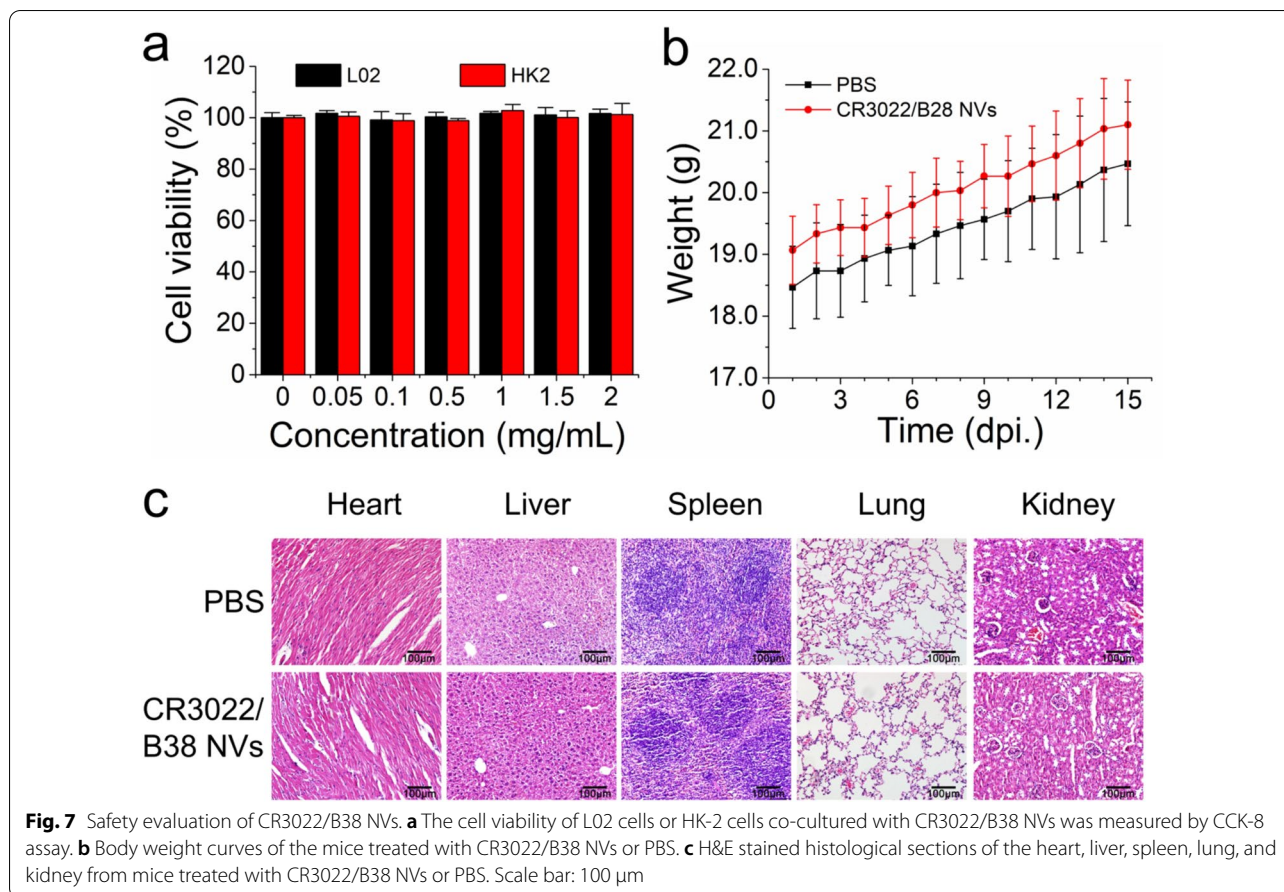 a
120
100
80
60
40
20
0
Cell viability (%)
L02 HK2
0 0.05 0.1 0.5 1 1.5 2
Concentration (mg/mL)
b
22.0
21.0
20.0
19.0
18.0
17.0
Weight (g)
PBS
CR3022/B28 NVs
0 3 6 9 12 15
Time (dpi.)
c
Heart Liver Spleen Lung Kidney
PBS
100μm 100μm 100μm 100μm 100μm
CR3022/
B38 NVs
100μm 100μm 100μm 100μm 100μm
Fig. 7 Safety evaluation of CR3022/B38 NVs. a The cell viability of L02 cells or HK-2 cells co-cultured with CR3022/B38 NVs was measured by CCK-8
assay. b Body weight curves of the mice treated with CR3022/B38 NVs or PBS. c H&E stained histological sections of the heart, liver, spleen, lung, and
kidney from mice treated with CR3022/B38 NVs or PBS. Scale bar: 100 μm